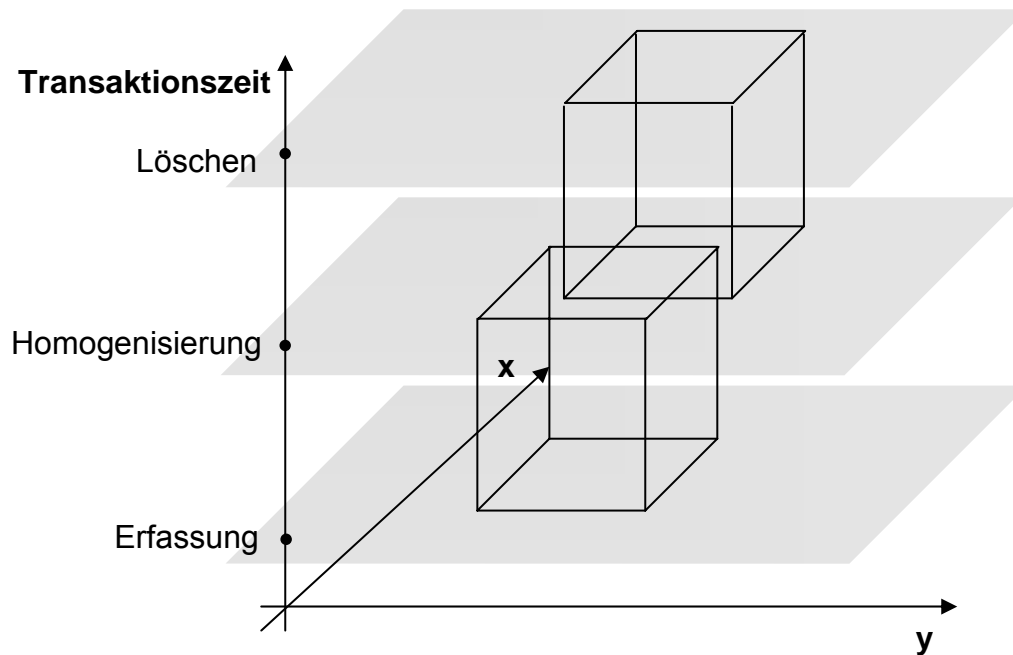 Transaktionszeit
Löschen
Homogenisierung
x
Erfassung
y